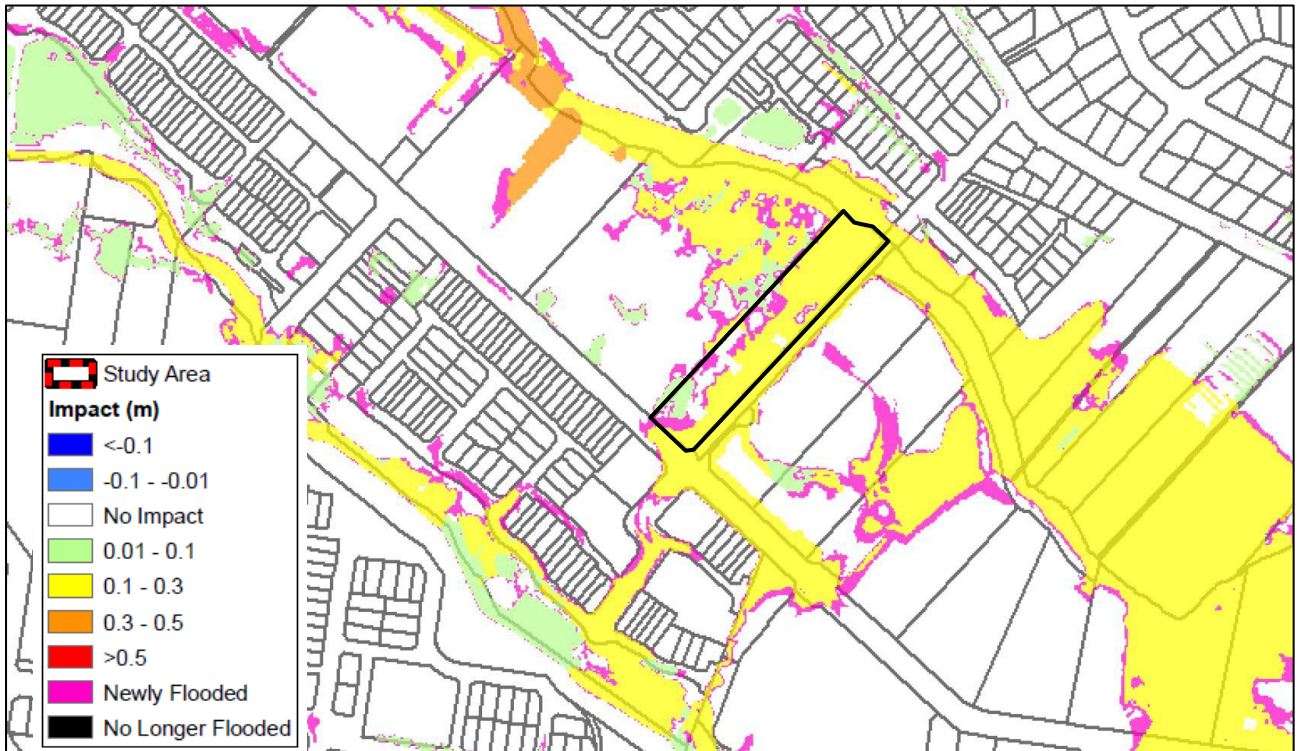 Study Area
Impact (m)
<-0.1
-0.1 - -0.01
No Impact
0.01 - 0.1
0.1 - 0.3
0.3 - 0.5
>0.5
Newly Flooded
No Longer Flooded